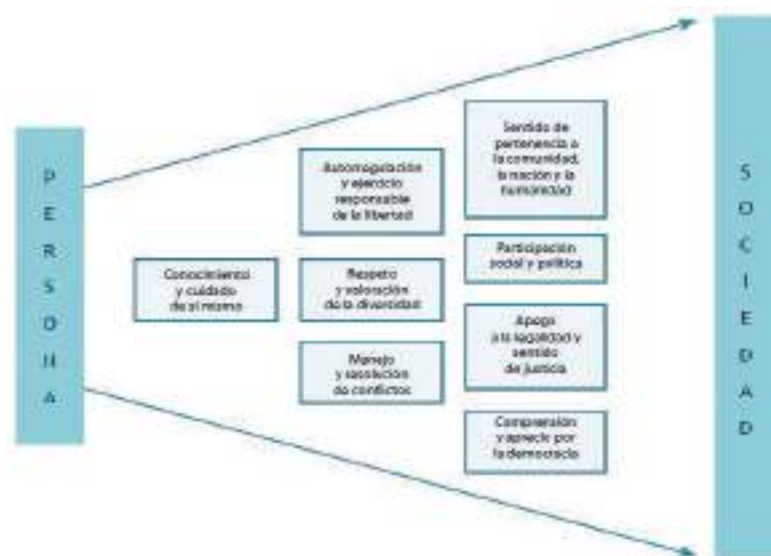 PERSONA
Conocimiento
y cuidado
de sí mismo
Autorregulación
y ejercicio
responsable
de la libertad
Respeto
y valoración
de la diversidad
Manejo
y resolución
de conflictos
Sentido de
pertenencia a
la comunidad,
la nación y la
humanidad
Participación
social y política
Apego
a la legalidad y
sentido
de justicia
Comprensión
y aprecio por
la democracia
SOCIEDAD